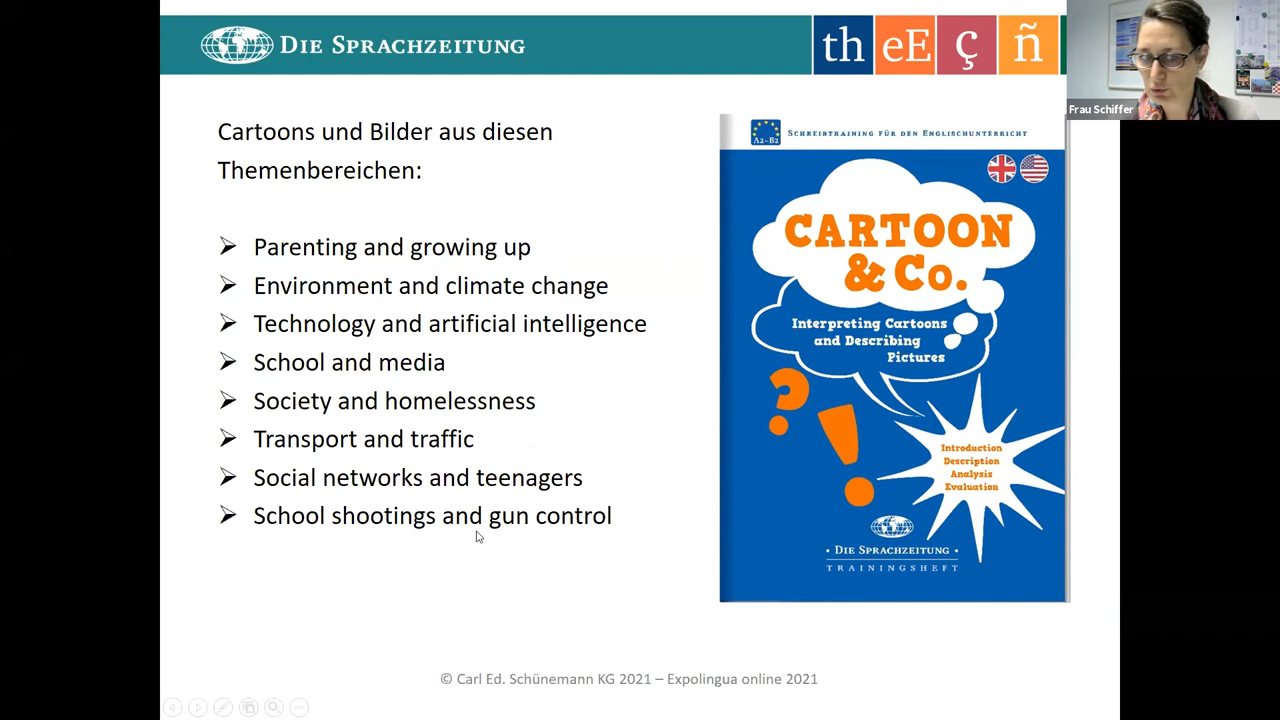 DIE SPRACHZEITUNG
th eE ç ñ
Frau Schiffer
Cartoons und Bilder aus diesen
Themenbereichen:
Parenting and growing up
Environment and climate change
Technology and artificial intelligence
School and media
Society and homelessness
Transport and traffic
Social networks and teenagers
School shootings and gun control
A2–B2
SCHREIBTRAINING FÜR DEN ENGLISCHUNTERRICHT
CARTOON
& Co.
Interpreting Cartoons
and Describing
Pictures
?!
Introduction
Description
Analysis
Evaluation
• DIE SPRACHZEITUNG •
TRAININGSHEFT
© Carl Ed. Schünemann KG 2021 – Expolingua online 2021